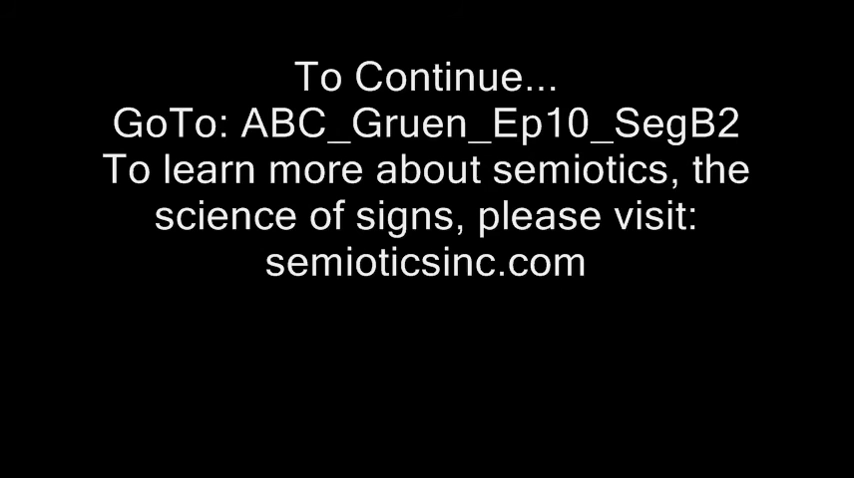 To Continue...
GoTo: ABC_Gruen_Ep10_SegB2
To learn more about semiotics, the
science of signs, please visit:
semioticsinc.com